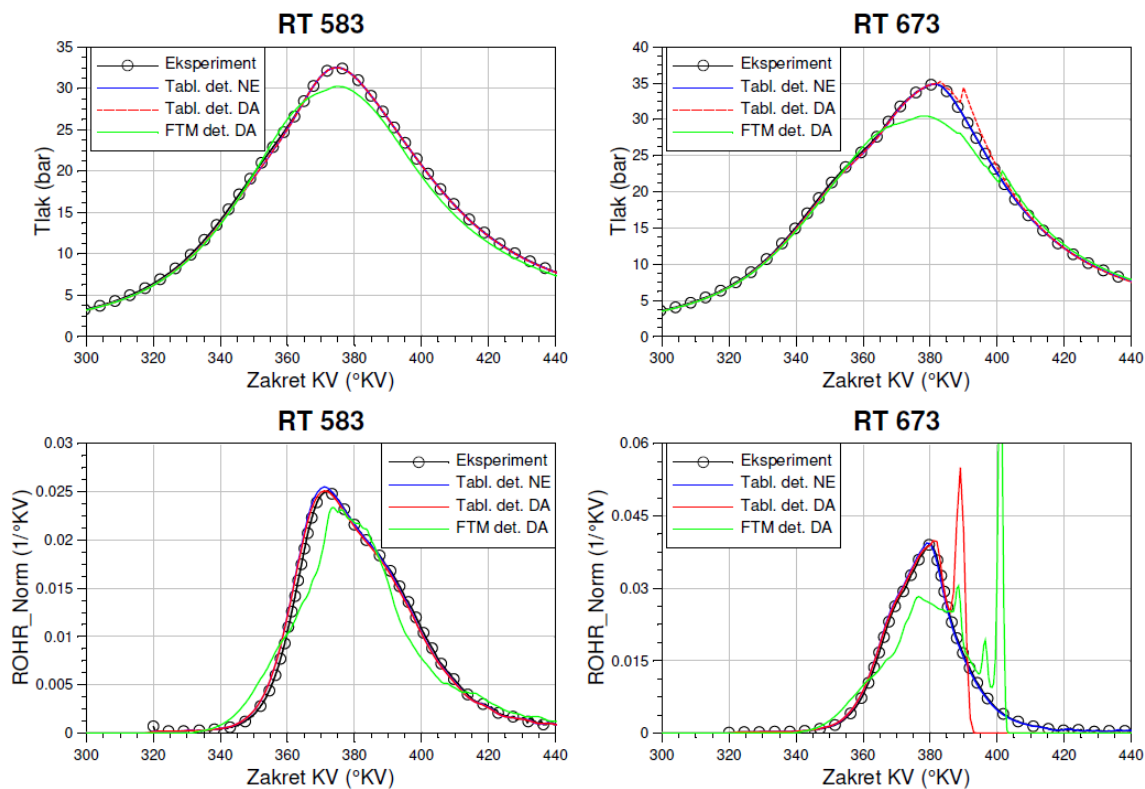 RT 583
35
30
25
20
15
10
5
0
Tlak (bar)
Eksperiment
Tabl. det. NE
Tabl. det. DA
FTM det. DA
300 320 340 360 380 400 420 440
Zakret KV (°KV)
RT 673
40
35
30
25
20
15
10
5
0
Tlak (bar)
Eksperiment
Tabl. det. NE
Tabl. det. DA
FTM det. DA
300 320 340 360 380 400 420 440
Zakret KV (°KV)
RT 583
0.03
0.025
0.02
0.015
0.01
0.005
0
ROHR_Norm (1/°KV)
Eksperiment
Tabl. det. NE
Tabl. det. DA
FTM det. DA
300 320 340 360 380 400 420 440
Zakret KV (°KV)
RT 673
0.06
0.045
0.03
0.015
0
ROHR_Norm (1/°KV)
Eksperiment
Tabl. det. NE
Tabl. det. DA
FTM det. DA
300 320 340 360 380 400 420 440
Zakret KV (°KV)